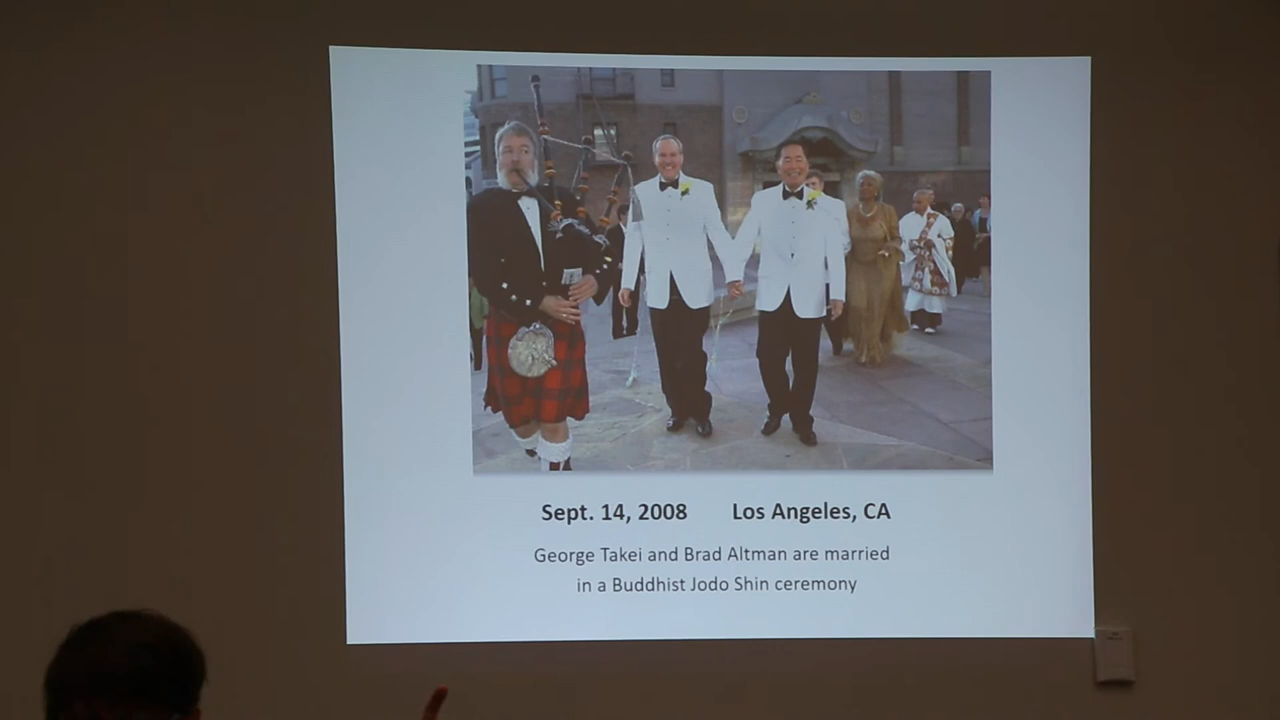 Sept. 14, 2008 Los Angeles, CA
George Takei and Brad Altman are married
in a Buddhist Jodo Shin ceremony